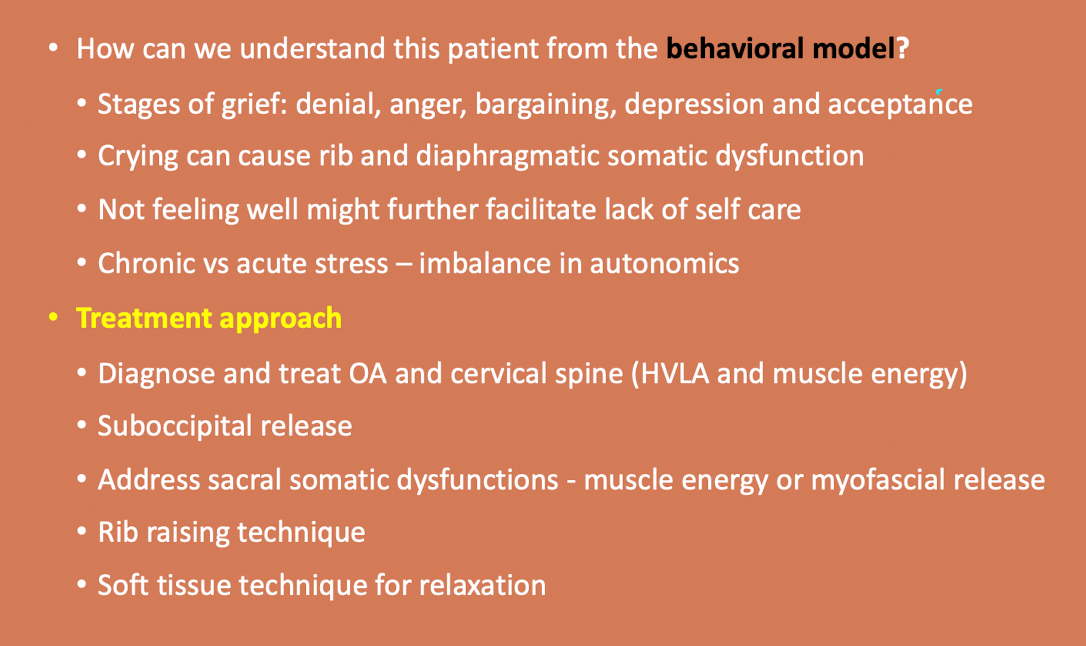 • How can we understand this patient from the behavioral model?
• Stages of grief: denial, anger, bargaining, depression and acceptance
• Crying can cause rib and diaphragmatic somatic dysfunction
• Not feeling well might further facilitate lack of self care
• Chronic vs acute stress – imbalance in autonomics
• Treatment approach
• Diagnose and treat OA and cervical spine (HVLA and muscle energy)
• Suboccipital release
• Address sacral somatic dysfunctions - muscle energy or myofascial release
• Rib raising technique
• Soft tissue technique for relaxation